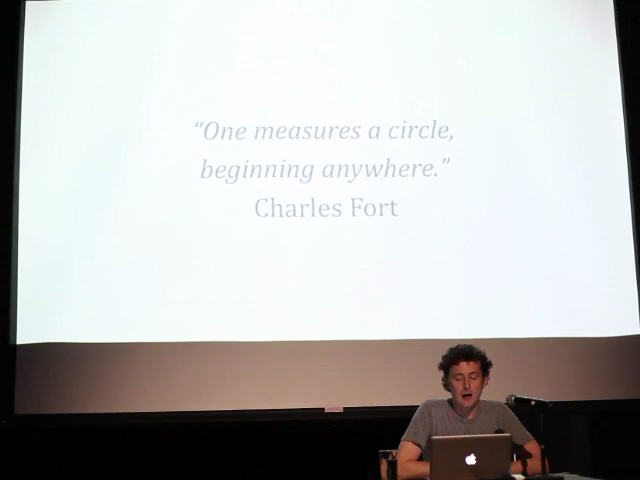 “One measures a circle,
beginning anywhere.”
Charles Fort